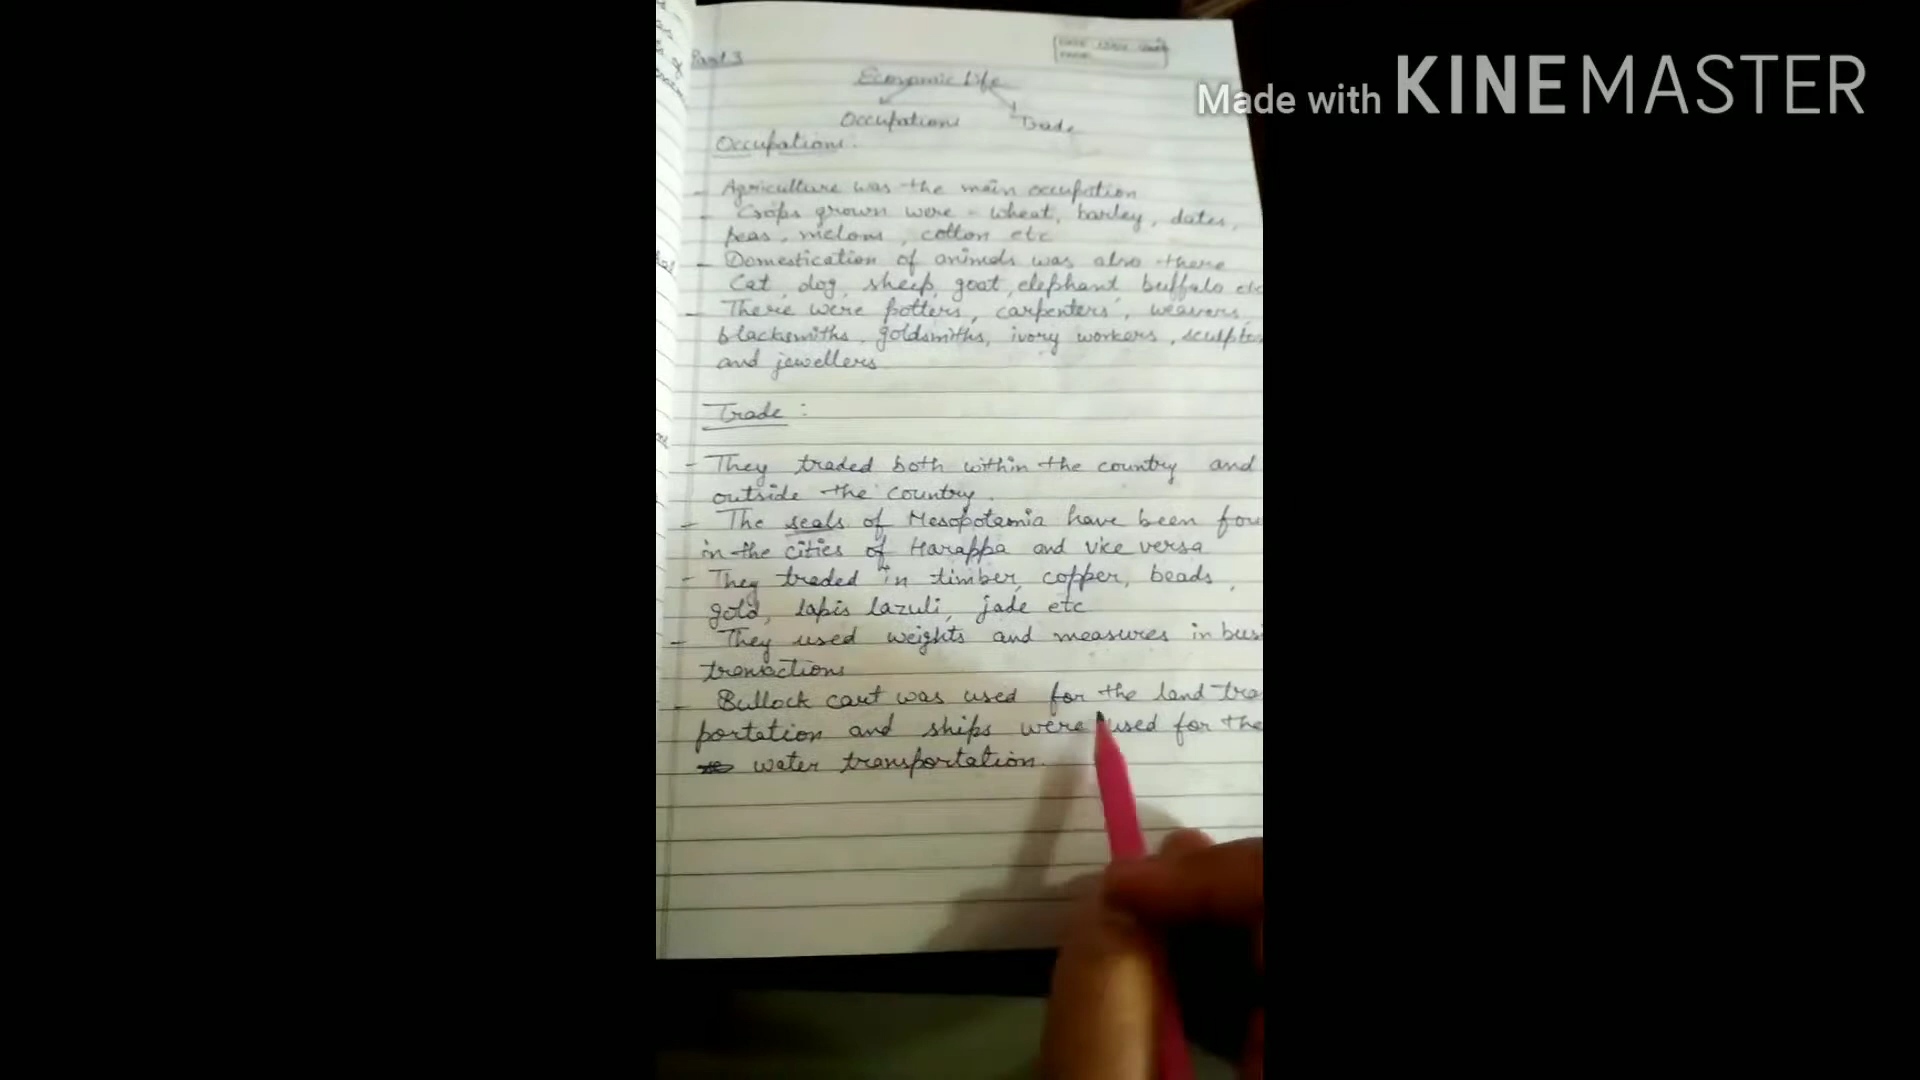 Made with KINEMASTER
Part 3
Economic Life
Occupations Trade
Occupations:
- Agriculture was the main occupation
- Crops grown were - wheat, barley, dates,
peas, melons, cotton etc
- Domestication of animals was also there
Cat, dog, sheep, goat, elephant, buffalo etc
- There were potters, carpenters, weavers,
blacksmiths, goldsmiths, ivory workers, sculptor
and jewellers
Trade:
- They traded both within the country and
outside the country.
- The seals of Mesopotamia have been fou
in the cities of Harappa and vice versa
- They traded in timber, copper, beads,
gold, lapis lazuli, jade etc
- They used weights and measures in busi
transactions
- Bullock cart was used for the land tra
portation and ships were used for the
water transportation.